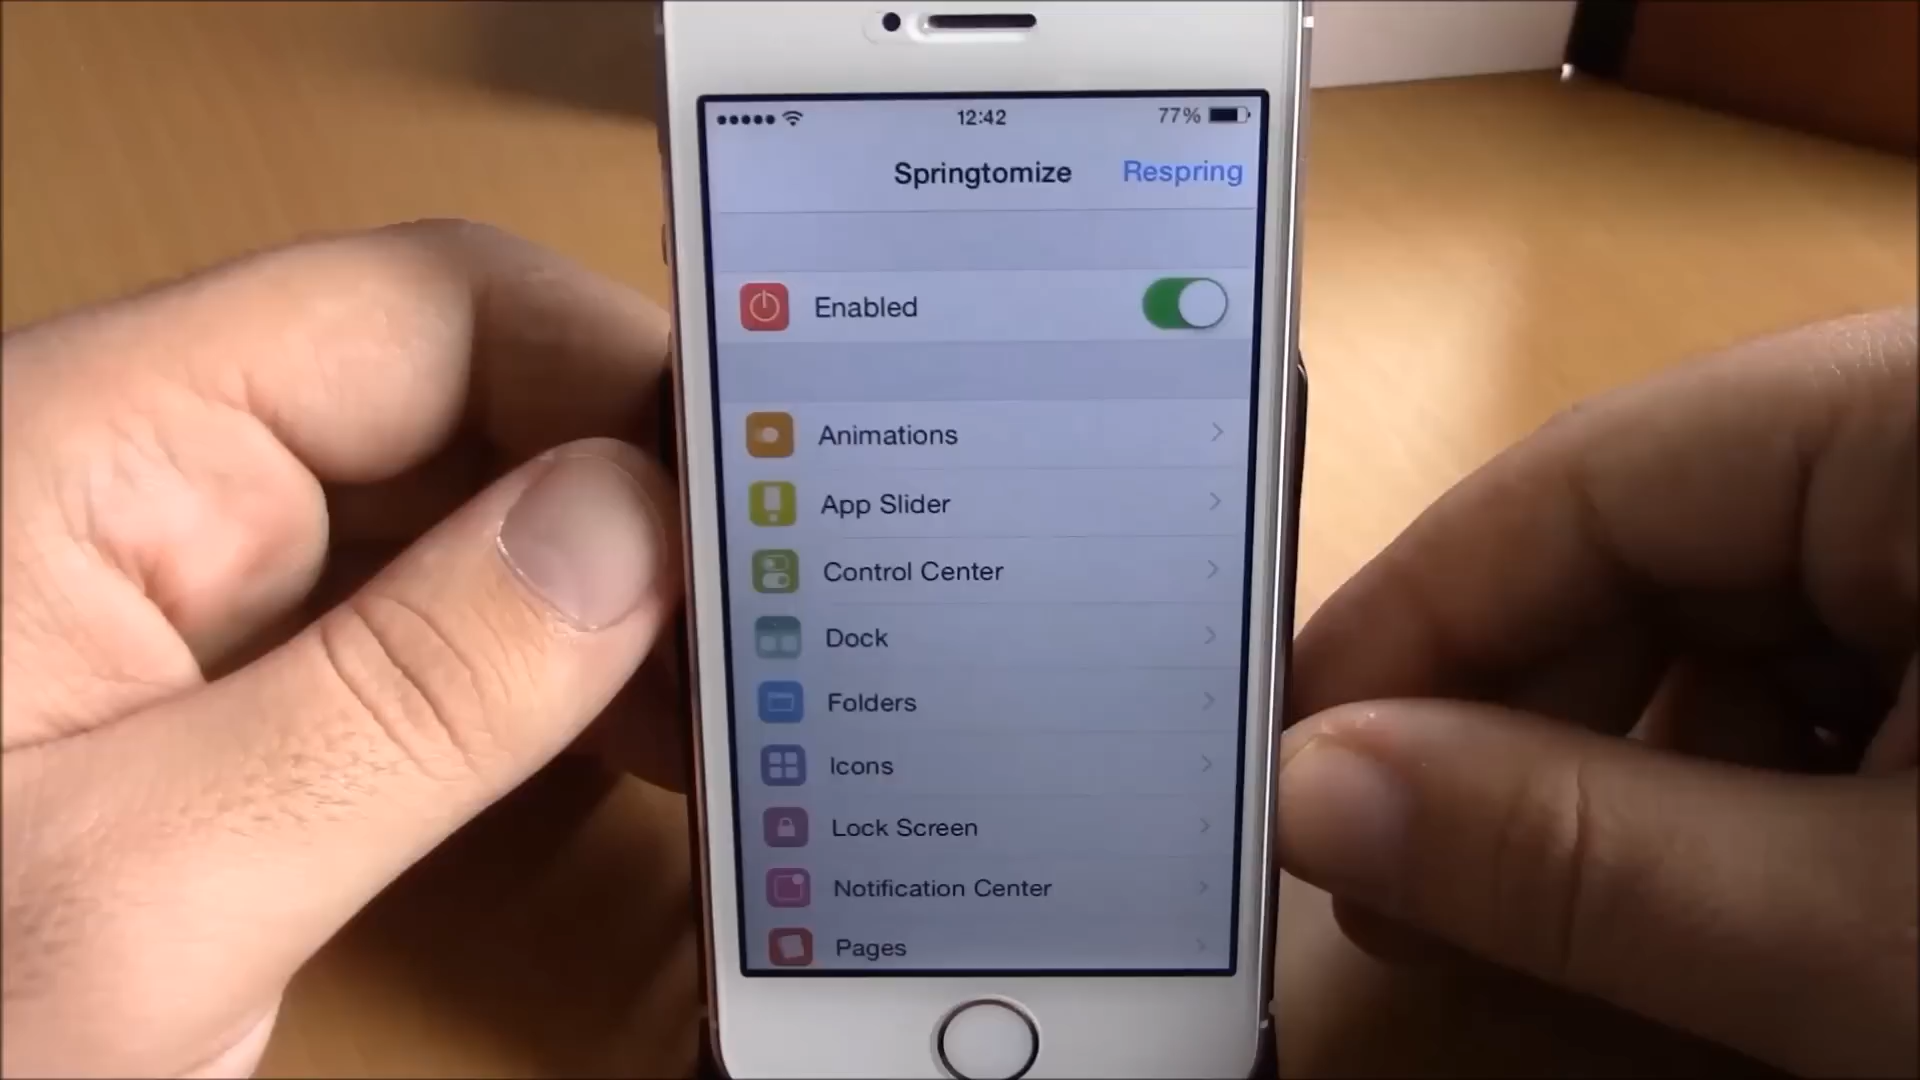 12:42 77%
Springtomize Respring
Enabled
Animations
App Slider
Control Center
Dock
Folders
Icons
Lock Screen
Notification Center
Pages